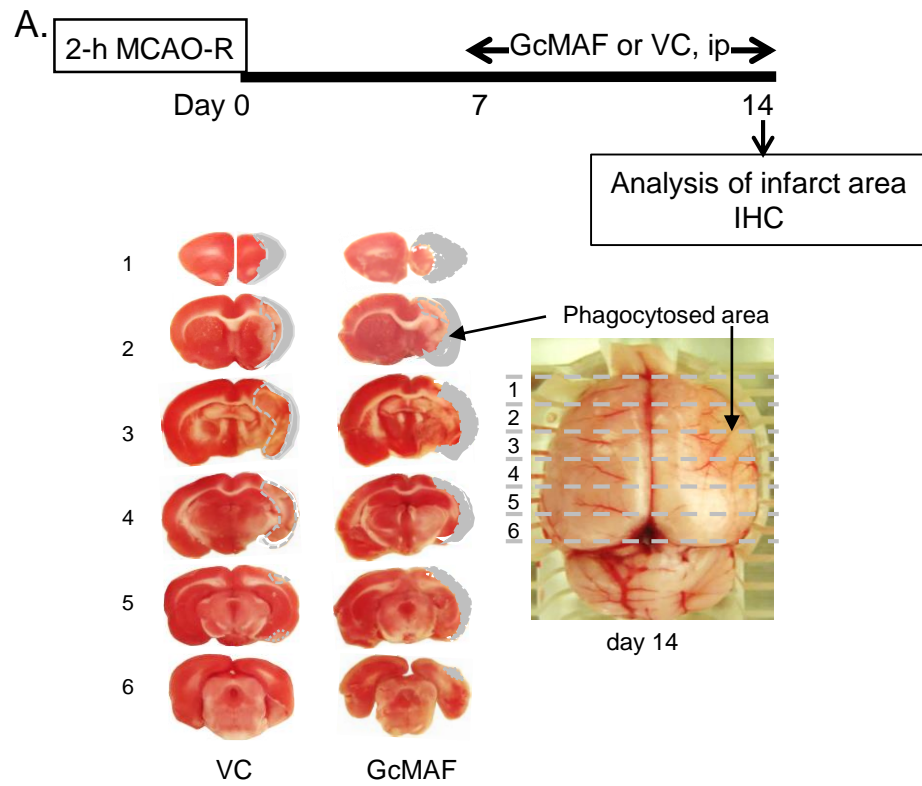 A.
2-h MCAO-R
GcMAF or VC, ip
Day 0
7
14
Analysis of infarct area
IHC
1
2
3
4
5
6
VC
GcMAF
Phagocytosed area
1
2
3
4
5
6
day 14